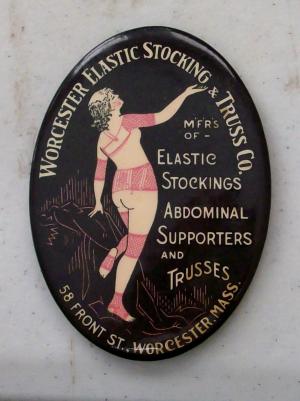 WORCESTER ELASTIC STOCKING & TRUSS CO.
M'F'R'S
OF -
ELASTIC
STOCKINGS
ABDOMINAL
SUPPORTERS
AND
TRUSSES
58 FRONT ST., WORCESTER, MASS.